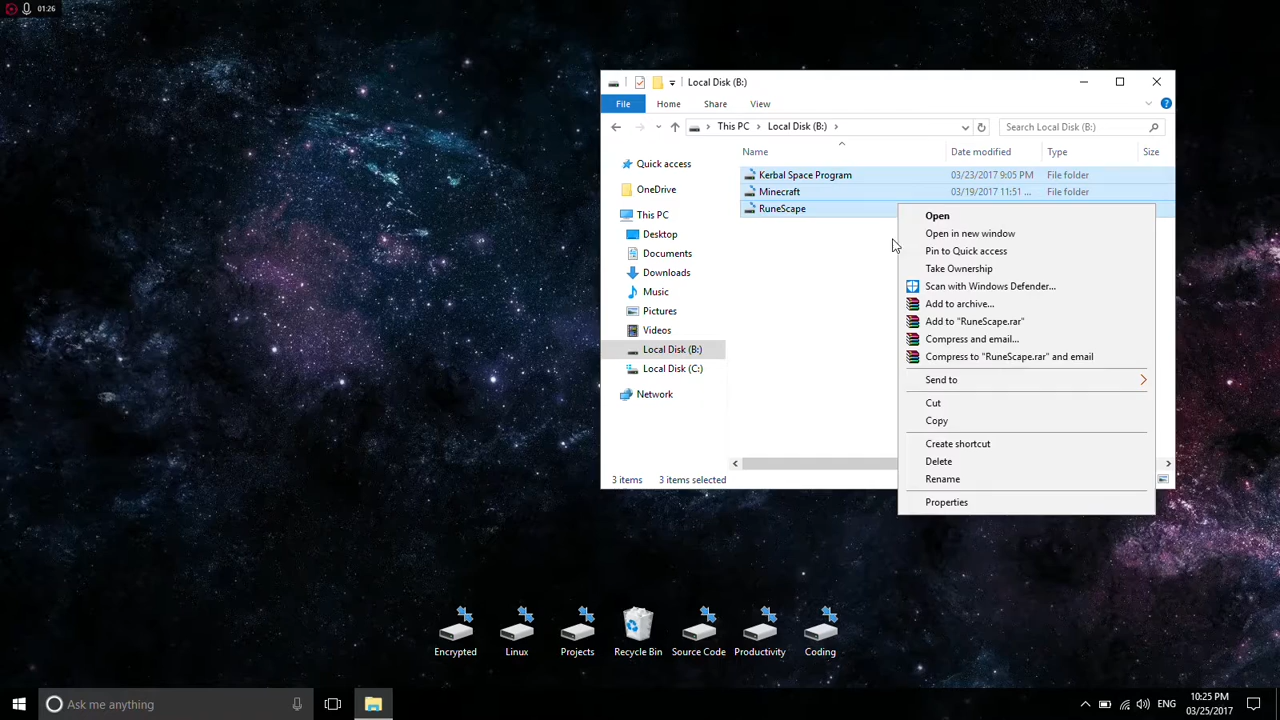 01:26
Local Disk (B:)
File Home Share View
This PC Local Disk (B:) Search Local Disk (B:)
Name Date modified Type Size
Quick access
OneDrive
This PC
Desktop
Documents
Downloads
Music
Pictures
Videos
Local Disk (B:)
Local Disk (C:)
Network
Kerbal Space Program 03/23/2017 9:05 PM File folder
Minecraft 03/19/2017 11:51 ... File folder
RuneScape
Open
Open in new window
Pin to Quick access
Take Ownership
Scan with Windows Defender...
Add to archive...
Add to "RuneScape.rar"
Compress and email...
Compress to "RuneScape.rar" and email
Send to
Cut
Copy
Create shortcut
Delete
Rename
Properties
3 items 3 items selected
Encrypted Linux Projects Recycle Bin Source Code Productivity Coding
Ask me anything
ENG
10:25 PM
03/25/2017